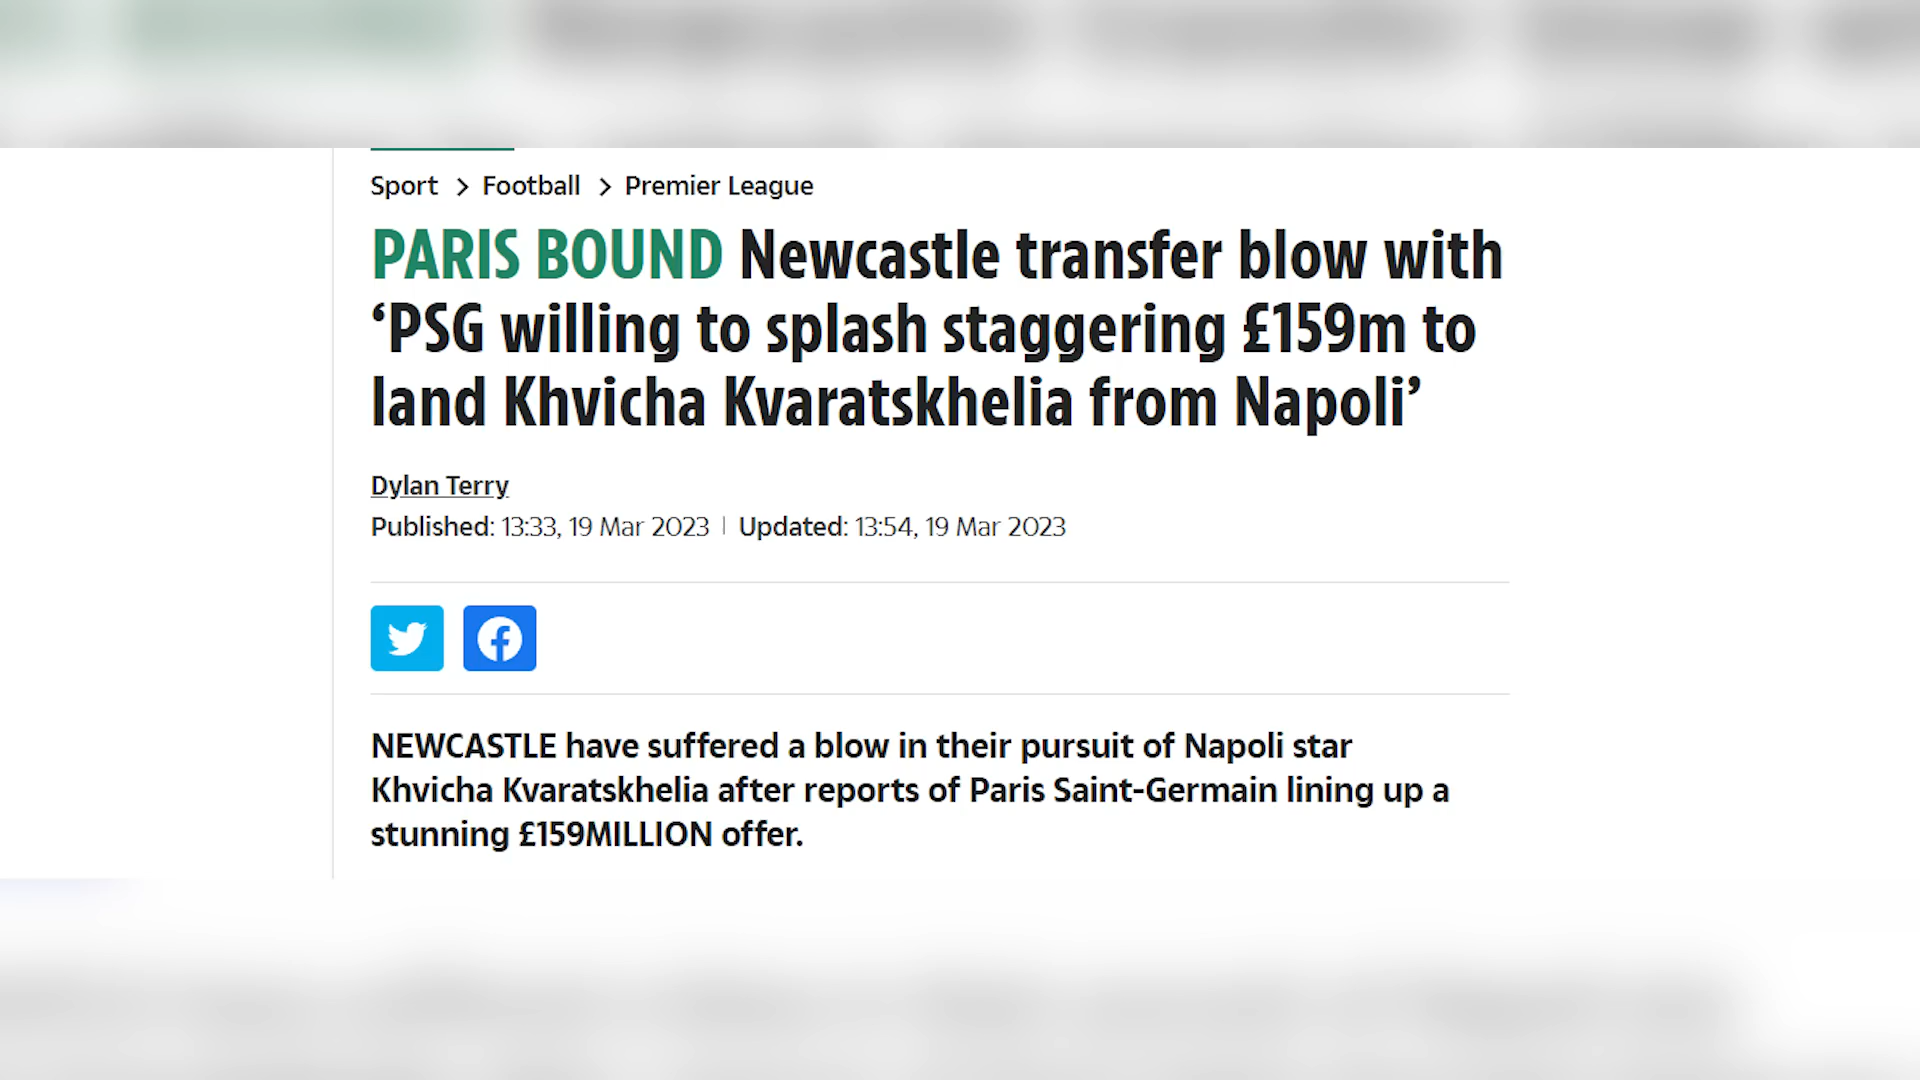 Sport > Football > Premier League
PARIS BOUND Newcastle transfer blow with
‘PSG willing to splash staggering £159m to
land Khvicha Kvaratskhelia from Napoli’
Dylan Terry
Published: 13:33, 19 Mar 2023 | Updated: 13:54, 19 Mar 2023
NEWCASTLE have suffered a blow in their pursuit of Napoli star
Khvicha Kvaratskhelia after reports of Paris Saint-Germain lining up a
stunning £159MILLION offer.